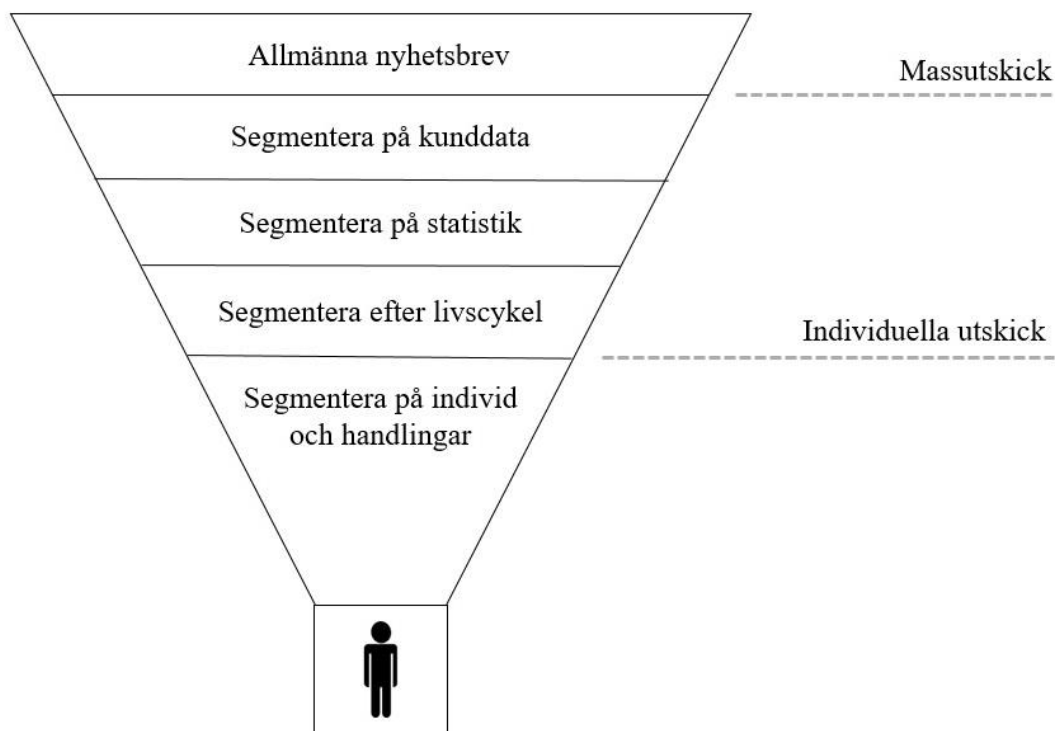 Allmänna nyhetsbrev
Massutskick
Segmentera på kunddata
Segmentera på statistik
Segmentera efter livscykel
Individuella utskick
Segmentera på individ
och handlingar